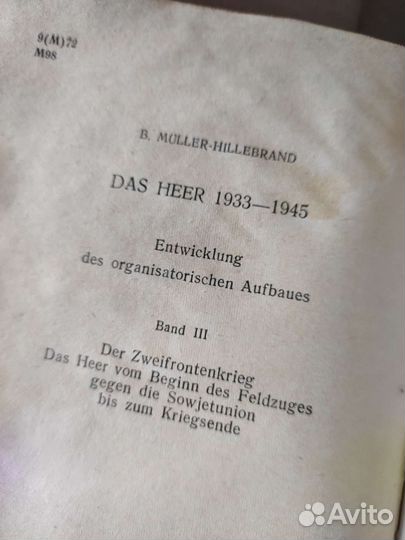 9(M)72
M98
B. MÜLLER-HILLEBRAND
DAS HEER 1933—1945
Entwicklung
des organisatorischen Aufbaues
Band III
Der Zweifrontenkrieg
Das Heer vom Beginn des Feldzuges
gegen die Sowjetunion
bis zum Kriegsende
Avito